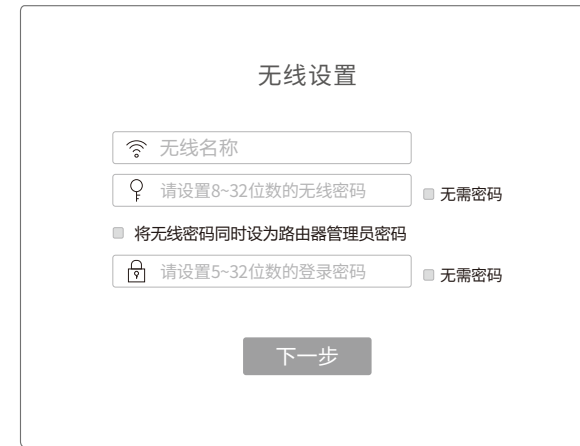 无线设置
无线名称
请设置8~32位数的无线密码 无需密码
将无线密码同时设为路由器管理员密码
请设置5~32位数的登录密码 无需密码
下一步